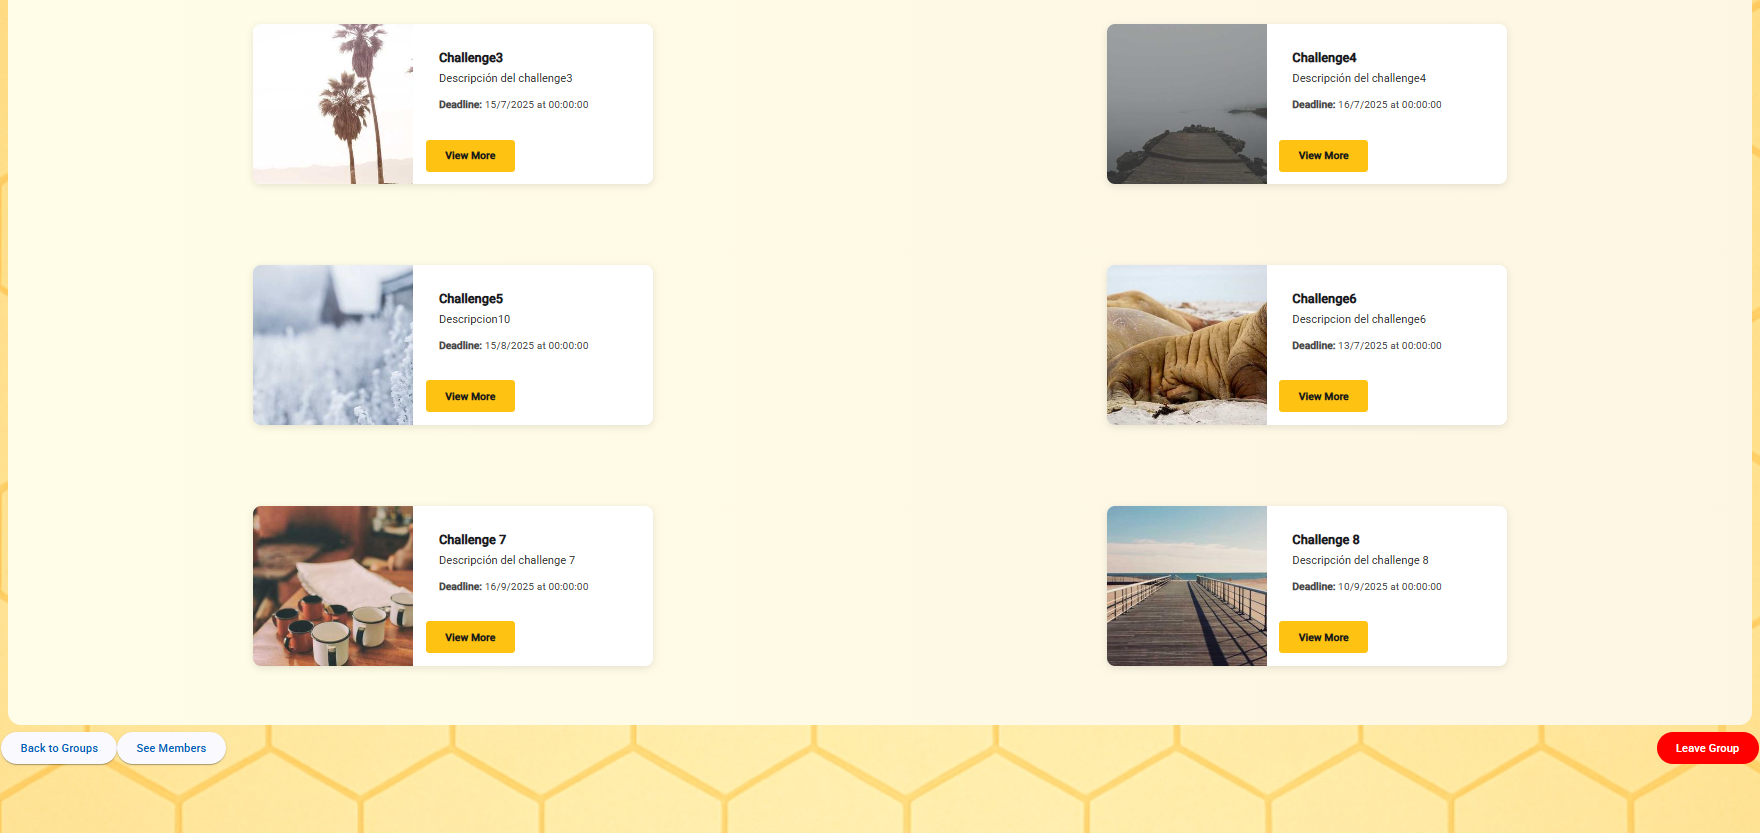 Challenge3
Descripción del challenge3
Deadline: 15/7/2025 at 00:00:00
View More
Challenge4
Descripción del challenge4
Deadline: 16/7/2025 at 00:00:00
View More
Challenge5
Descripcion10
Deadline: 15/8/2025 at 00:00:00
View More
Challenge6
Descripcion del challenge6
Deadline: 13/7/2025 at 00:00:00
View More
Challenge 7
Descripción del challenge 7
Deadline: 16/9/2025 at 00:00:00
View More
Challenge 8
Descripción del challenge 8
Deadline: 10/9/2025 at 00:00:00
View More
Back to Groups
See Members
Leave Group